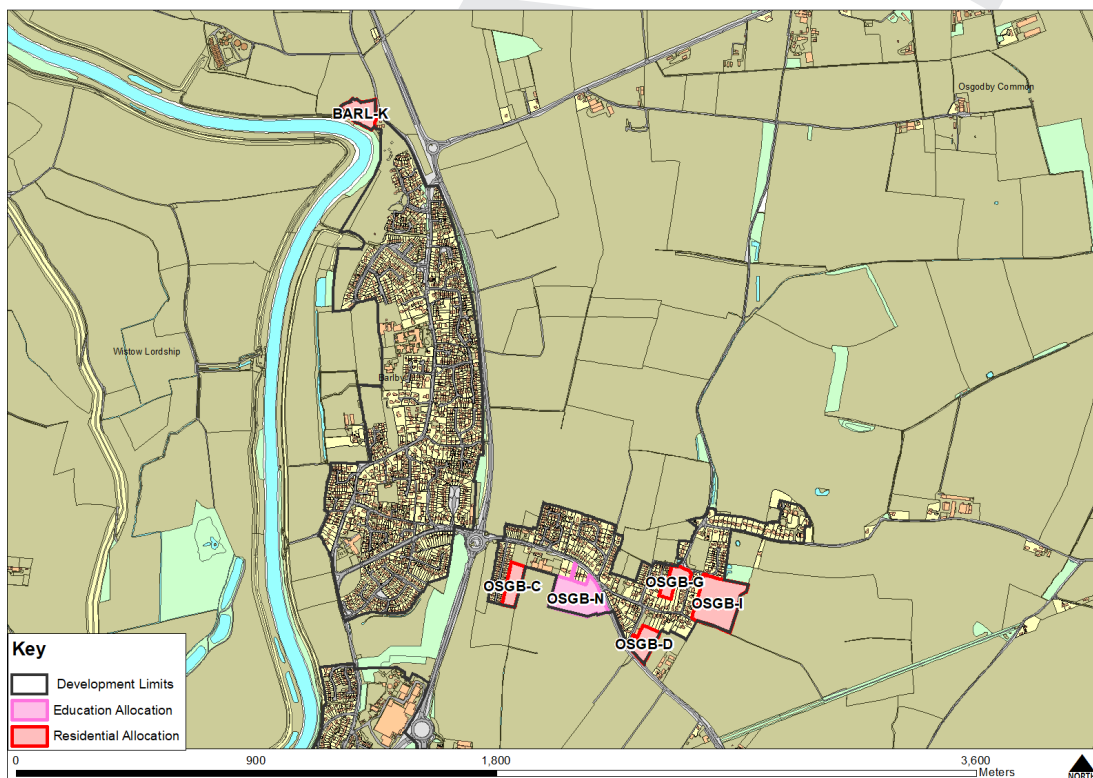 Osgodby Common
BARL-K
Wistow Lordship
OSGB-C
OSGB-N
OSGB-G
OSGB-I
OSGB-D
Key
Development Limits
Education Allocation
Residential Allocation
0 900 1,800 3,600
Meters
NORTH